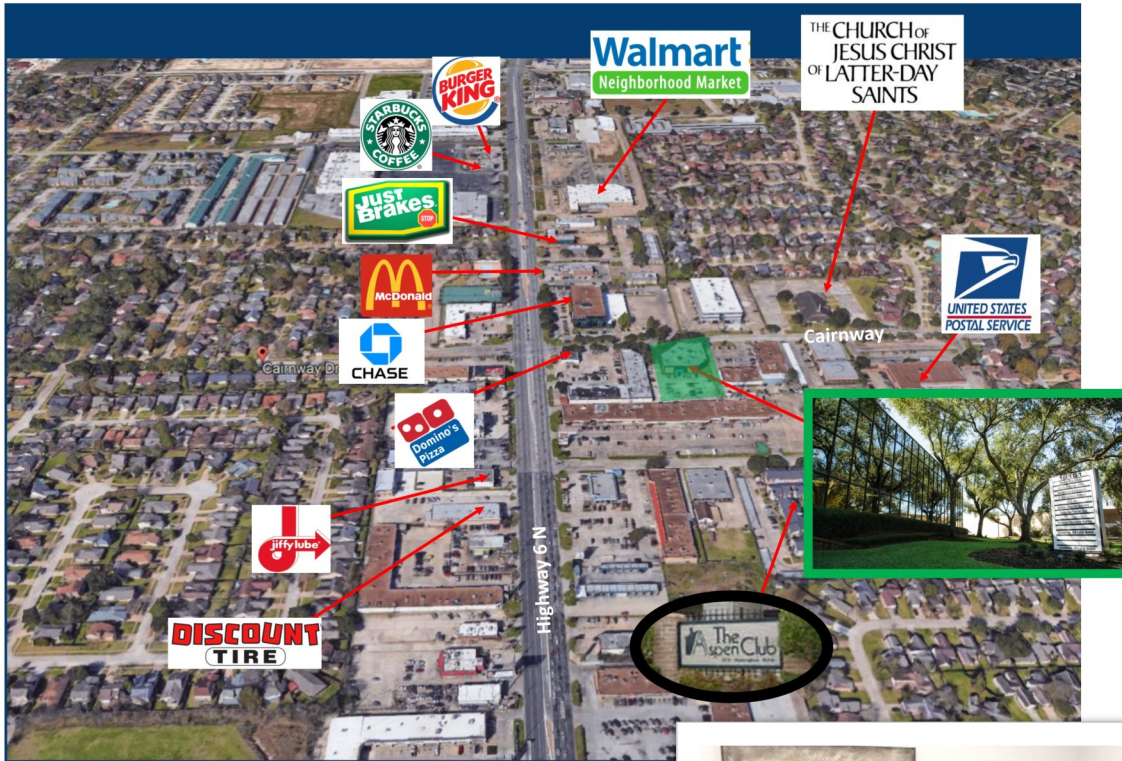 BURGER
KING
STARBUCKS
COFFEE
Walmart
Neighborhood Market
THE CHURCH OF
JESUS CHRIST
OF LATTER-DAY
SAINTS
JUST
Brakes
STOP
McDonald
CHASE
UNITED STATES
POSTAL SERVICE
Cairnway
Cairnway Dr
Domino's
Pizza
jiffy lube
Highway 6 N
DISCOUNT
TIRE
The
Aspen Club